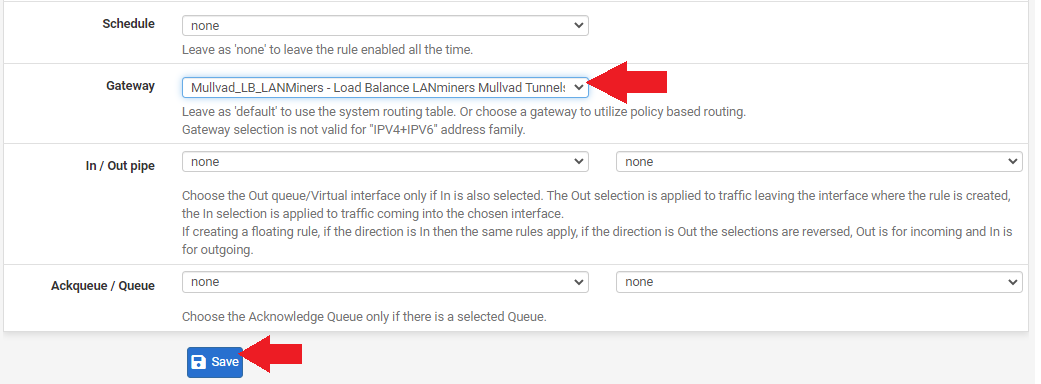 Schedule
none
Leave as 'none' to leave the rule enabled all the time.
Gateway
Mullvad_LB_LANMiners - Load Balance LANminers Mullvad Tunnels
Leave as 'default' to use the system routing table. Or choose a gateway to utilize policy based routing.
Gateway selection is not valid for "IPV4+IPV6" address family.
In / Out pipe
none
none
Choose the Out queue/Virtual interface only if In is also selected. The Out selection is applied to traffic leaving the interface where the rule is created,
the In selection is applied to traffic coming into the chosen interface.
If creating a floating rule, if the direction is In then the same rules apply, if the direction is Out the selections are reversed, Out is for incoming and In is
for outgoing.
Ackqueue / Queue
none
none
Choose the Acknowledge Queue only if there is a selected Queue.
Save